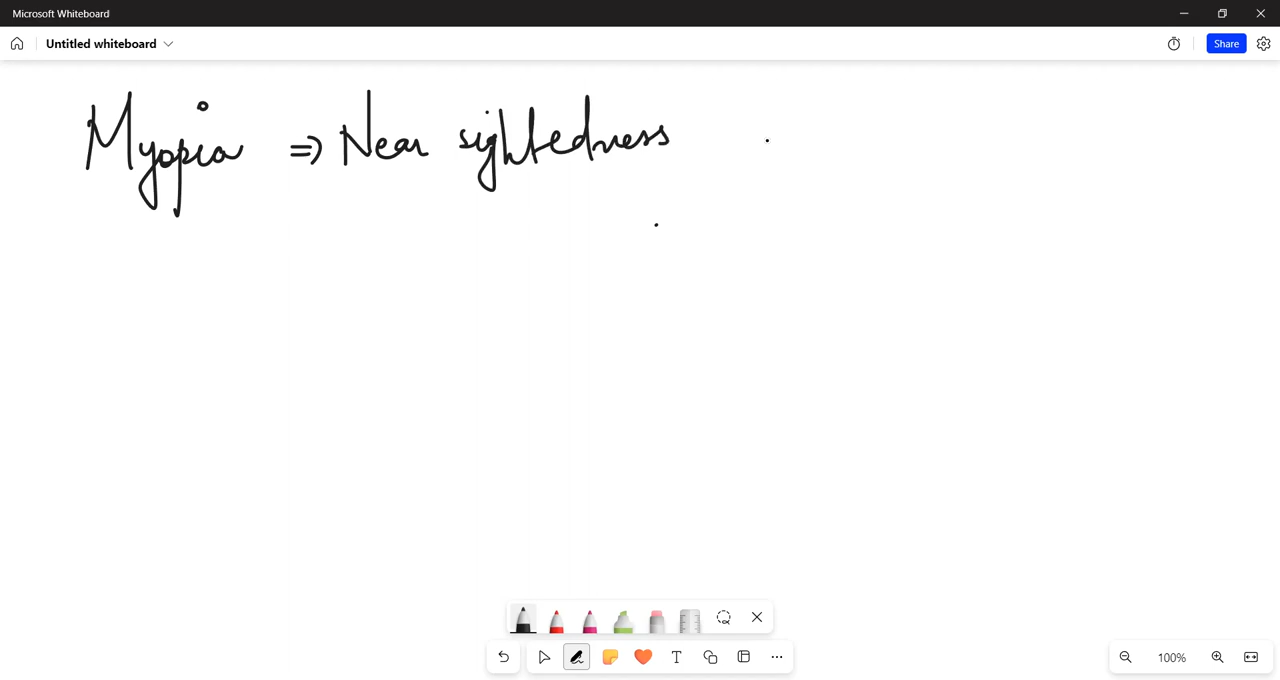 Microsoft Whiteboard
Untitled whiteboard
Share
Myopia => Near sightedness
100%